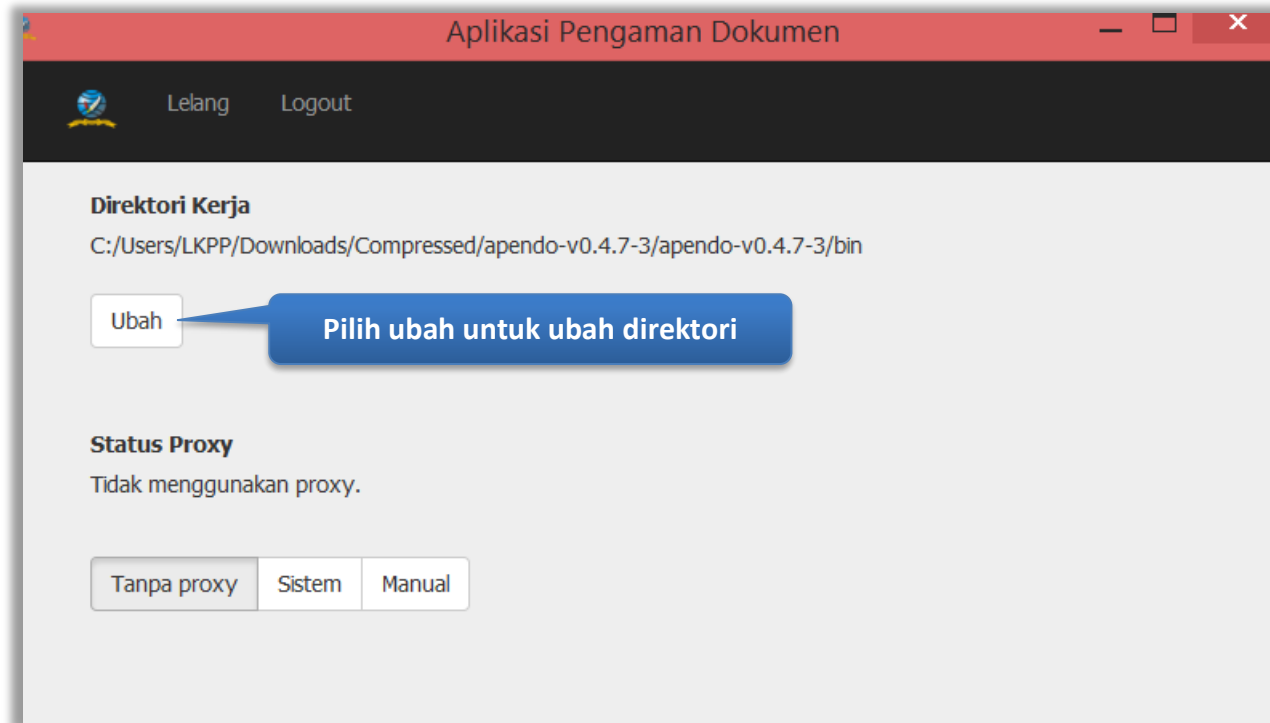 Aplikasi Pengaman Dokumen
Lelang Logout
Direktori Kerja
C:/Users/LKPP/Downloads/Compressed/apendo-v0.4.7-3/apendo-v0.4.7-3/bin
Ubah
Pilih ubah untuk ubah direktori
Status Proxy
Tidak menggunakan proxy.
Tanpa proxy Sistem Manual